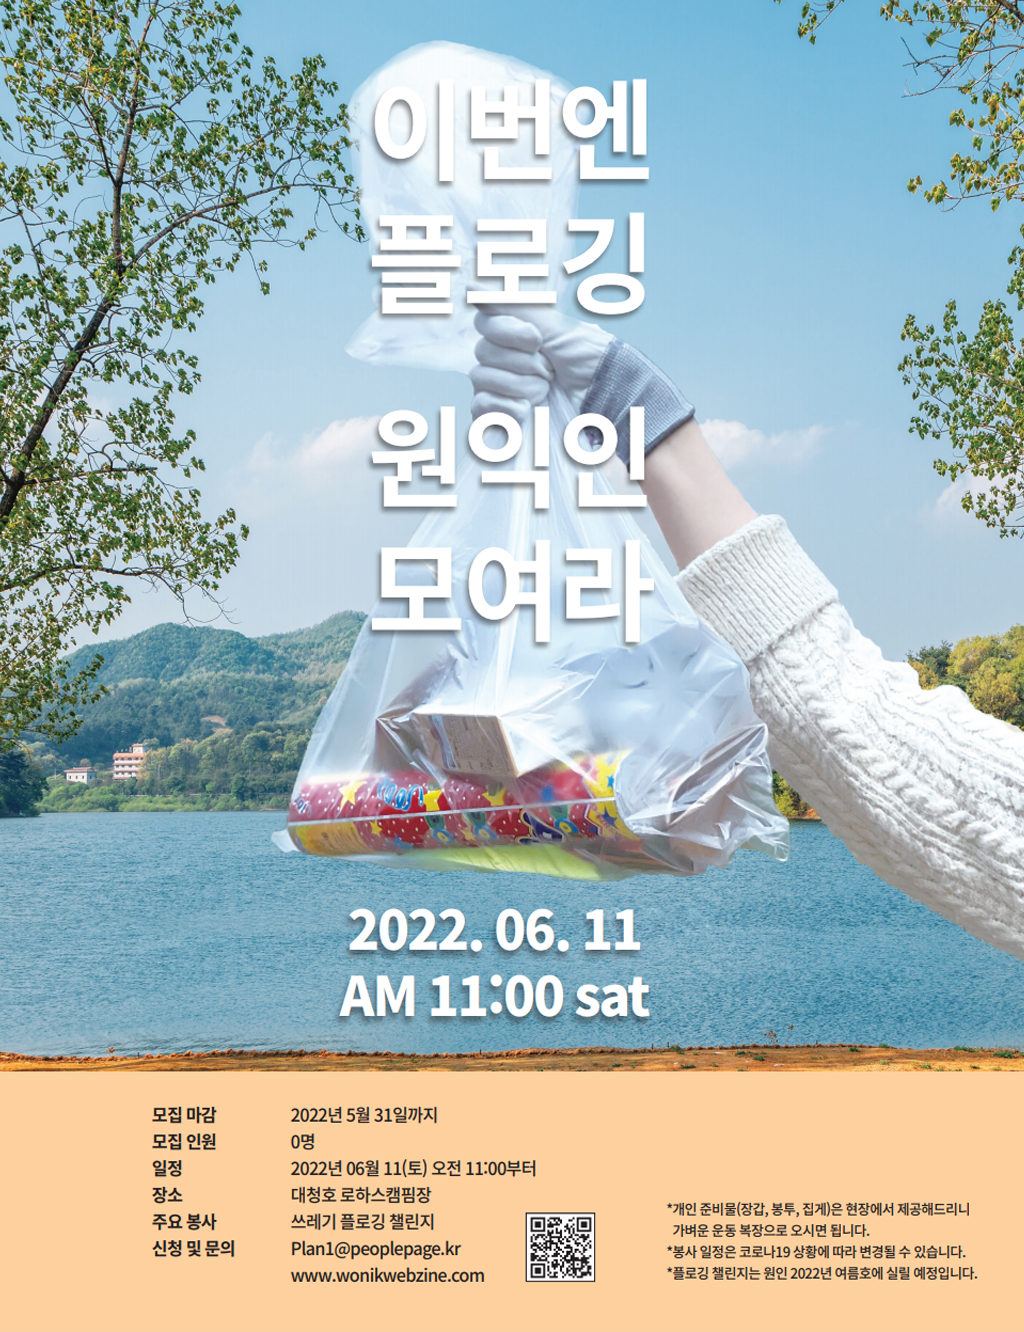 이번엔
플로깅
원익인
모여라
2022. 06. 11
AM 11:00 sat
모집 마감 2022년 5월 31일까지
모집 인원 0명
일정 2022년 06월 11(토) 오전 11:00부터
장소 대청호 로하스캠핑장
주요 봉사 쓰레기 플로깅 챌린지
신청 및 문의 Plan1@peoplepage.kr
www.wonikwebzine.com
*개인 준비물(장갑, 봉투, 집게)은 현장에서 제공해드리니
가벼운 운동 복장으로 오시면 됩니다.
*봉사 일정은 코로나19 상황에 따라 변경될 수 있습니다.
*플로깅 챌린지는 원인 2022년 여름호에 실릴 예정입니다.